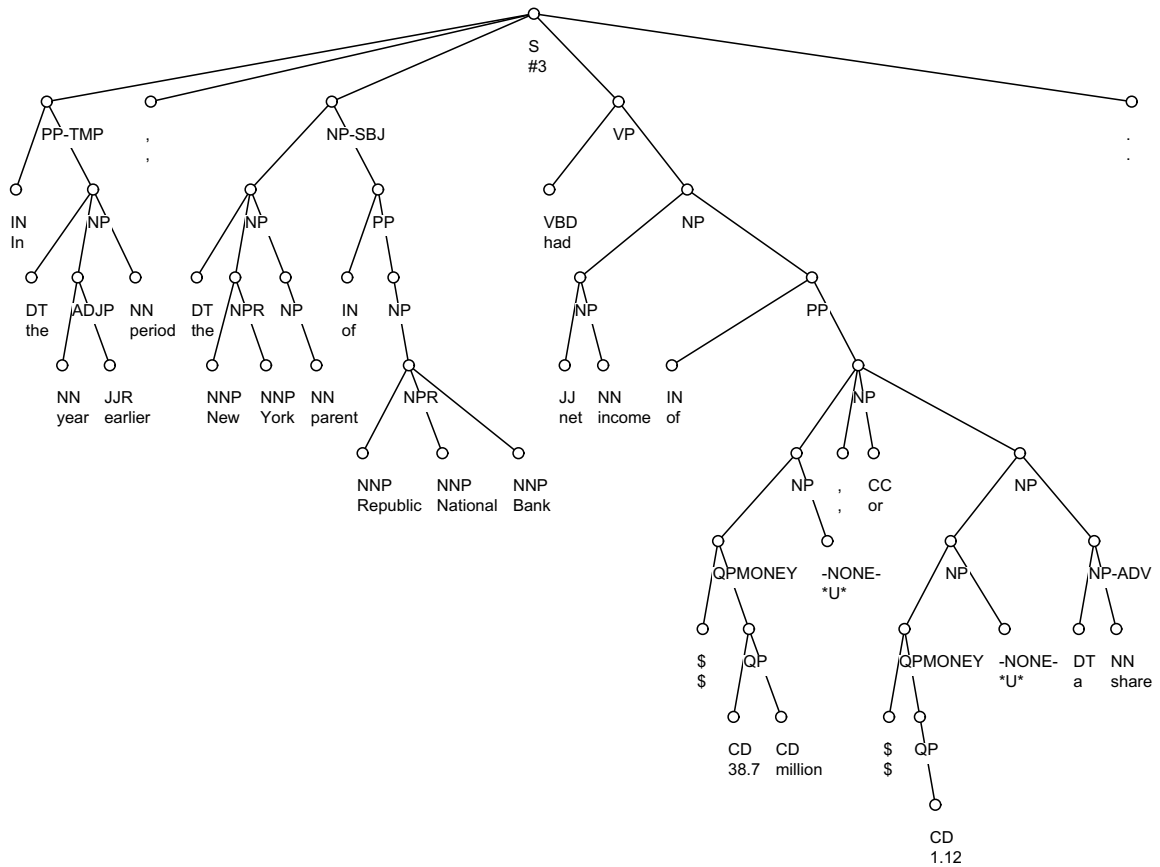 S
#3
PP-TMP , NP-SBJ VP .
, .
IN NP NP PP VBD NP
In had
DT ADJP NN DT NPR NP IN NP NP PP
the period the of
NN JJR NNP NNP NN NPR JJ NN IN NP
year earlier New York parent net income of
NNP NNP NNP NP , CC NP
Republic National Bank , or
QPMONEY -NONE- NP NP-ADV
*U*
$ QP QPMONEY -NONE- DT NN
$ *U* a share
CD CD $ QP
38.7 million $
CD
1.12